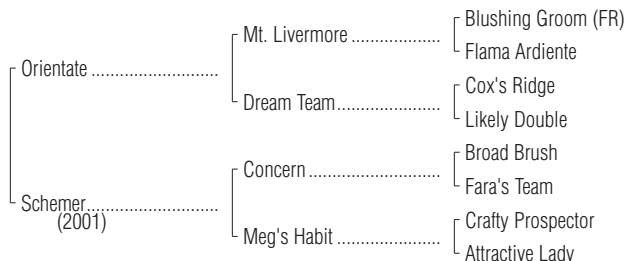 Blushing Groom (FR)
Mt. Livermore ....................
Flama Ardiente
Orientate ............................
Cox's Ridge
Dream Team.......................
Likely Double
Broad Brush
Concern .............................
Fara's Team
Schemer.............................
(2001)
Crafty Prospector
Meg's Habit .......................
Attractive Lady